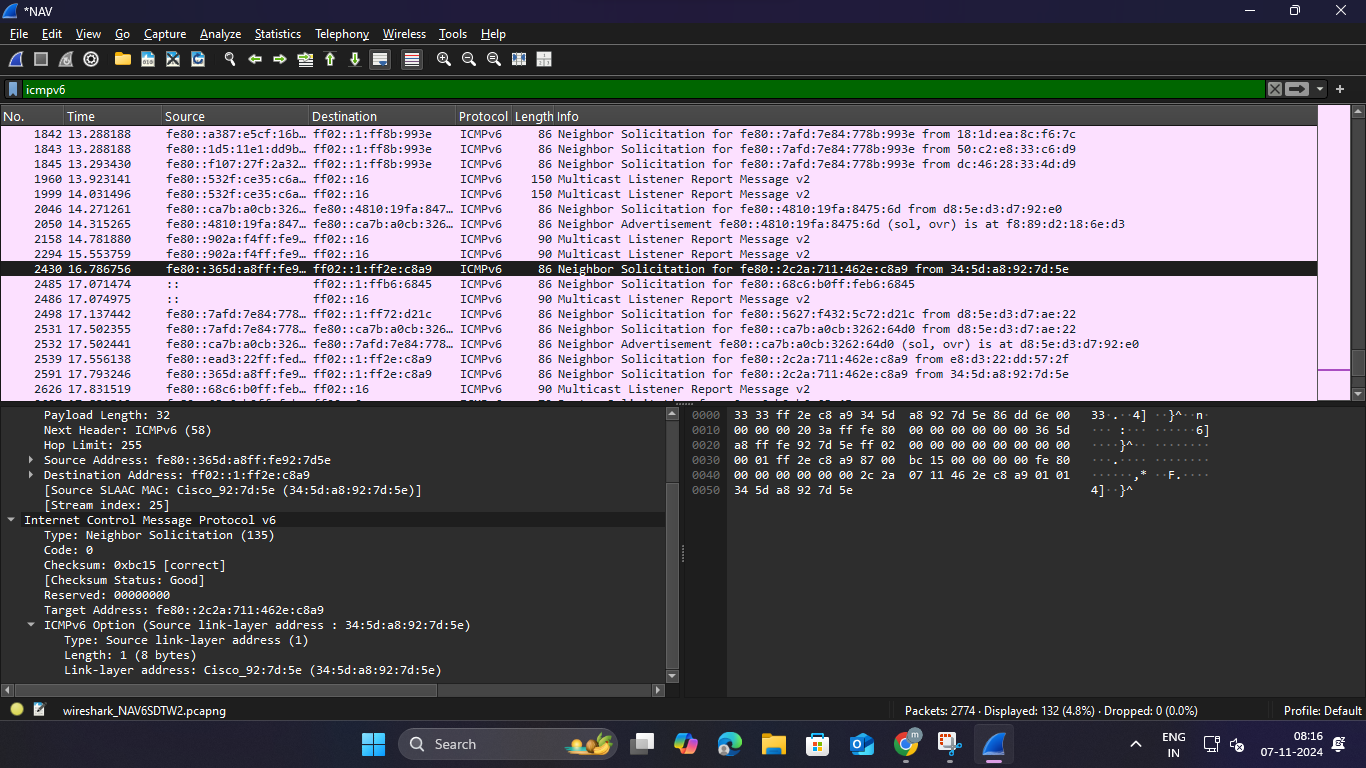 *NAV
File Edit View Go Capture Analyze Statistics Telephony Wireless Tools Help
icmpv6
No. Time Source Destination Protocol Length Info
1842 13.288188 fe80::a387:e5cf:16b… ff02::1:ff8b:993e ICMPv6 86 Neighbor Solicitation for fe80::7afd:7e84:778b:993e from 18:1d:ea:8c:f6:7c
1843 13.288188 fe80::1d5:11e1:dd9b… ff02::1:ff8b:993e ICMPv6 86 Neighbor Solicitation for fe80::7afd:7e84:778b:993e from 50:c2:e8:33:c6:d9
1845 13.293430 fe80::f107:27f:2a32… ff02::1:ff8b:993e ICMPv6 86 Neighbor Solicitation for fe80::7afd:7e84:778b:993e from dc:46:28:33:4d:d9
1960 13.923141 fe80::532f:ce35:c6a… ff02::16 ICMPv6 150 Multicast Listener Report Message v2
1999 14.031496 fe80::532f:ce35:c6a… ff02::16 ICMPv6 150 Multicast Listener Report Message v2
2046 14.271261 fe80::ca7b:a0cb:326… fe80::4810:19fa:847… ICMPv6 86 Neighbor Solicitation for fe80::4810:19fa:8475:6d from d8:5e:d3:d7:92:e0
2050 14.315265 fe80::4810:19fa:847… fe80::ca7b:a0cb:326… ICMPv6 86 Neighbor Advertisement fe80::4810:19fa:8475:6d (sol, ovr) is at f8:89:d2:18:6e:d3
2158 14.781880 fe80::902a:f4ff:fe9… ff02::16 ICMPv6 90 Multicast Listener Report Message v2
2294 15.553759 fe80::902a:f4ff:fe9… ff02::16 ICMPv6 90 Multicast Listener Report Message v2
2430 16.786756 fe80::365d:a8ff:fe9… ff02::1:ff2e:c8a9 ICMPv6 86 Neighbor Solicitation for fe80::2c2a:711:462e:c8a9 from 34:5d:a8:92:7d:5e
2485 17.071474 :: ff02::1:ffb6:6845 ICMPv6 86 Neighbor Solicitation for fe80::68c6:b0ff:feb6:6845
2486 17.074975 :: ff02::16 ICMPv6 90 Multicast Listener Report Message v2
2498 17.137442 fe80::7afd:7e84:778… ff02::1:ff72:d21c ICMPv6 86 Neighbor Solicitation for fe80::5627:f432:5c72:d21c from d8:5e:d3:d7:ae:22
2531 17.502355 fe80::7afd:7e84:778… fe80::ca7b:a0cb:326… ICMPv6 86 Neighbor Solicitation for fe80::ca7b:a0cb:3262:64d0 from d8:5e:d3:d7:ae:22
2532 17.502441 fe80::ca7b:a0cb:326… fe80::7afd:7e84:778… ICMPv6 86 Neighbor Advertisement fe80::ca7b:a0cb:3262:64d0 (sol, ovr) is at d8:5e:d3:d7:92:e0
2539 17.556138 fe80::ead3:22ff:fed… ff02::1:ff2e:c8a9 ICMPv6 86 Neighbor Solicitation for fe80::2c2a:711:462e:c8a9 from e8:d3:22:dd:57:2f
2591 17.793246 fe80::365d:a8ff:fe9… ff02::1:ff2e:c8a9 ICMPv6 86 Neighbor Solicitation for fe80::2c2a:711:462e:c8a9 from 34:5d:a8:92:7d:5e
2626 17.831519 fe80::68c6:b0ff:feb… ff02::16 ICMPv6 90 Multicast Listener Report Message v2
Payload Length: 32
Next Header: ICMPv6 (58)
Hop Limit: 255
Source Address: fe80::365d:a8ff:fe92:7d5e
Destination Address: ff02::1:ff2e:c8a9
[Source SLAAC MAC: Cisco_92:7d:5e (34:5d:a8:92:7d:5e)]
[Stream index: 25]
Internet Control Message Protocol v6
Type: Neighbor Solicitation (135)
Code: 0
Checksum: 0xbc15 [correct]
[Checksum Status: Good]
Reserved: 00000000
Target Address: fe80::2c2a:711:462e:c8a9
ICMPv6 Option (Source link-layer address : 34:5d:a8:92:7d:5e)
Type: Source link-layer address (1)
Length: 1 (8 bytes)
Link-layer address: Cisco_92:7d:5e (34:5d:a8:92:7d:5e)
0000 33 33 ff 2e c8 a9 34 5d a8 92 7d 5e 86 dd 6e 00 33·.··4] ··}^··n·
0010 00 00 00 20 3a ff fe 80 00 00 00 00 00 00 36 5d ··· :··· ······6]
0020 a8 ff fe 92 7d 5e ff 02 00 00 00 00 00 00 00 00 ····}^·· ········
0030 00 01 ff 2e c8 a9 87 00 bc 15 00 00 00 00 fe 80 ···.···· ········
0040 00 00 00 00 00 00 2c 2a 07 11 46 2e c8 a9 01 01 ······,* ··F.····
0050 34 5d a8 92 7d 5e 4]··}^
wireshark_NAV6SDTW2.pcapng Packets: 2774 · Displayed: 132 (4.8%) · Dropped: 0 (0.0%) Profile: Default
Search
m
ENG
IN
08:16
07-11-2024